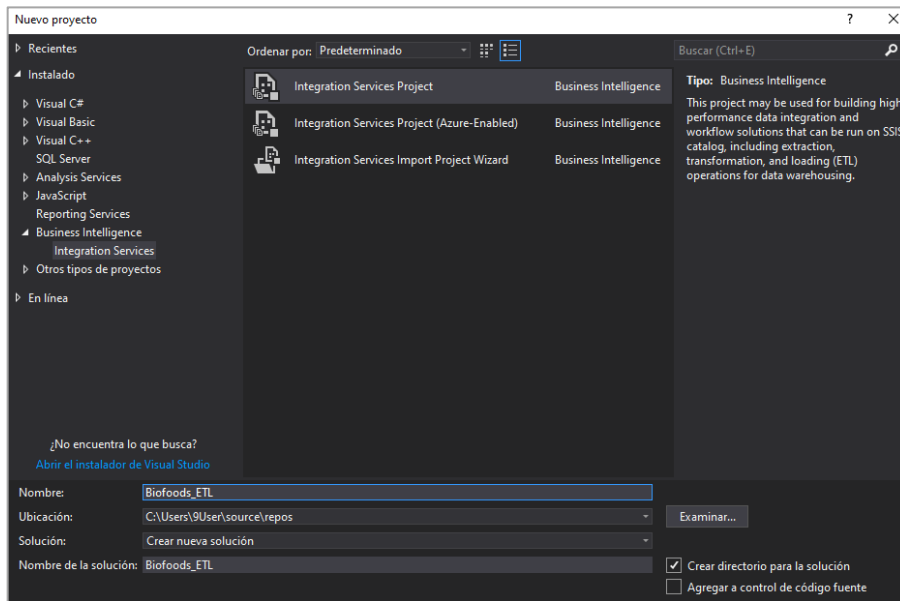 Nuevo proyecto
?
Recientes
Instalado
Visual C#
Visual Basic
Visual C++
SQL Server
Analysis Services
JavaScript
Reporting Services
Business Intelligence
Integration Services
Otros tipos de proyectos
En línea
¿No encuentra lo que busca?
Abrir el instalador de Visual Studio
Ordenar por: Predeterminado
Integration Services Project Business Intelligence
Integration Services Project (Azure-Enabled) Business Intelligence
Integration Services Import Project Wizard Business Intelligence
Buscar (Ctrl+E)
Tipo: Business Intelligence
This project may be used for building high
performance data integration and
workflow solutions that can be run on SSIS
catalog, including extraction,
transformation, and loading (ETL)
operations for data warehousing.
Nombre: Biofoods_ETL
Ubicación: C:\Users\9User\source\repos Examinar...
Solución: Crear nueva solución
Nombre de la solución: Biofoods_ETL
Crear directorio para la solución
Agregar a control de código fuente